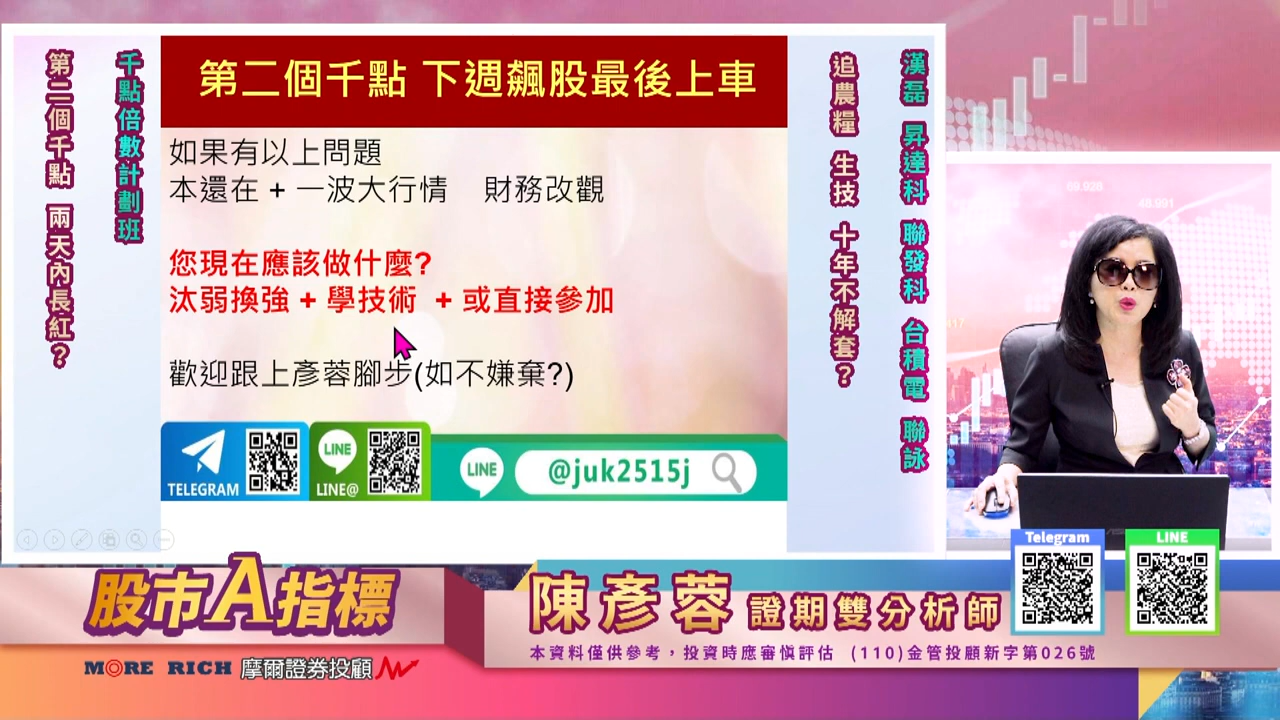 第二個千點 兩天內長紅？
千點倍數計劃班
第二個千點 下週飆股最後上車
如果有以上問題
本還在 + 一波大行情 財務改觀
您現在應該做什麼?
汰弱換強 + 學技術 + 或直接參加
歡迎跟上彥蓉腳步(如不嫌棄?)
TELEGRAM
LINE
LINE@
LINE
@juk2515j
追農糧 生技 十年不解套？
漢磊 昇達科 聯發科 台積電 聯詠
89.928
48.991
Telegram
LINE
股市A指標
陳彥蓉 證期雙分析師
本資料僅供參考，投資時應審慎評估 (110)金管投顧新字第026號
MORE RICH 摩爾證券投顧